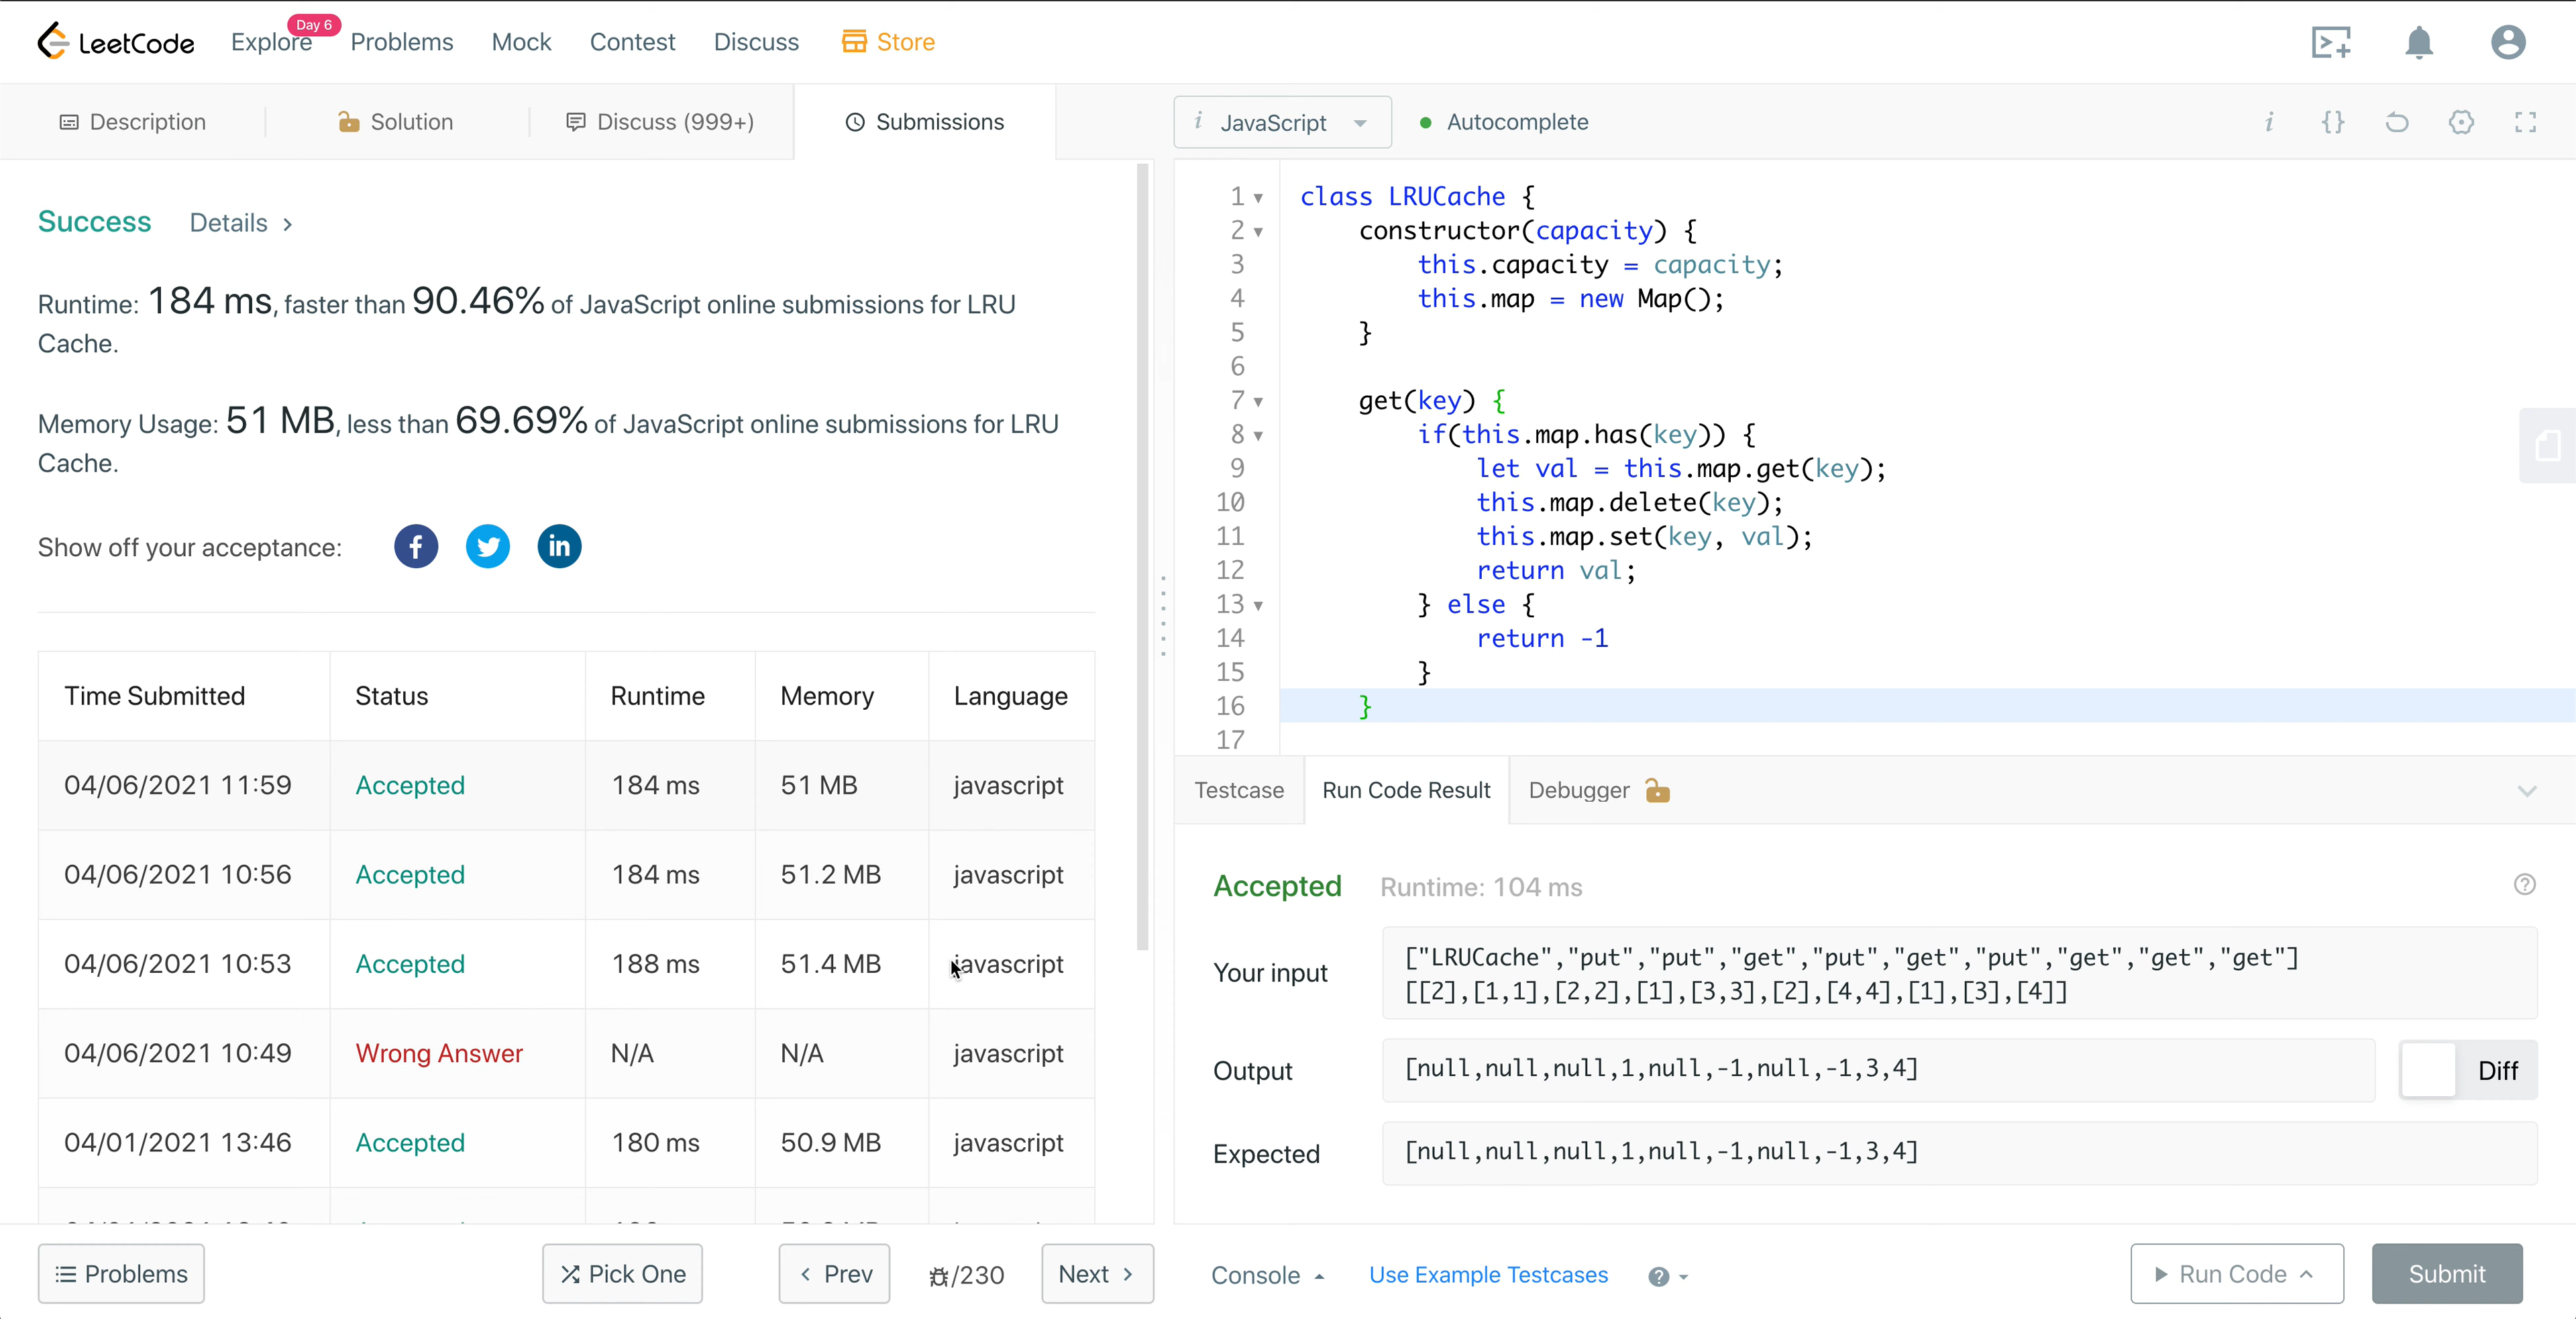 LeetCode
Explore
Day 6
Problems
Mock
Contest
Discuss
Store
Description
Solution
Discuss (999+)
Submissions
Success
Details >
Runtime: 184 ms, faster than 90.46% of JavaScript online submissions for LRU
Cache.
Memory Usage: 51 MB, less than 69.69% of JavaScript online submissions for LRU
Cache.
Show off your acceptance:
Time Submitted Status Runtime Memory Language
04/06/2021 11:59 Accepted 184 ms 51 MB javascript
04/06/2021 10:56 Accepted 184 ms 51.2 MB javascript
04/06/2021 10:53 Accepted 188 ms 51.4 MB javascript
04/06/2021 10:49 Wrong Answer N/A N/A javascript
04/01/2021 13:46 Accepted 180 ms 50.9 MB javascript
Problems
Pick One
< Prev
/230
Next >
i JavaScript
Autocomplete
i {}
1 class LRUCache {
2 constructor(capacity) {
3 this.capacity = capacity;
4 this.map = new Map();
5 }
6
7 get(key) {
8 if(this.map.has(key)) {
9 let val = this.map.get(key);
10 this.map.delete(key);
11 this.map.set(key, val);
12 return val;
13 } else {
14 return -1
15 }
16 }
17
Testcase
Run Code Result
Debugger
Accepted Runtime: 104 ms
Your input
["LRUCache","put","put","get","put","get","put","get","get","get"]
[[2],[1,1],[2,2],[1],[3,3],[2],[4,4],[1],[3],[4]]
Output
[null,null,null,1,null,-1,null,-1,3,4]
Diff
Expected
[null,null,null,1,null,-1,null,-1,3,4]
Console
Use Example Testcases
Run Code
Submit